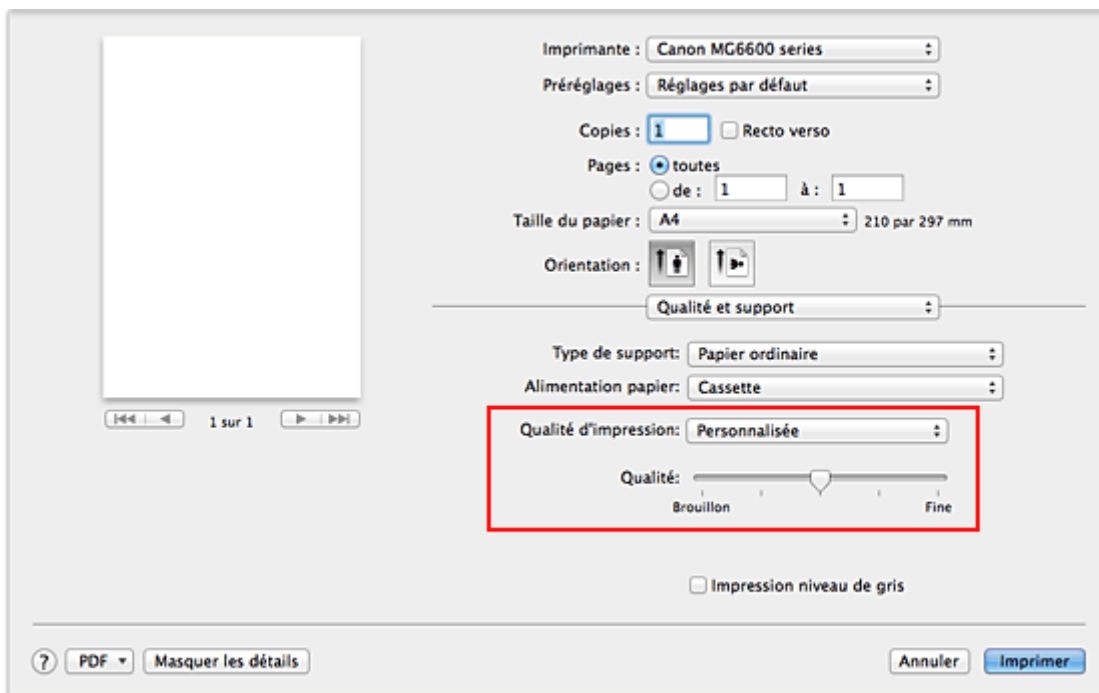 Imprimante : Canon MG6600 series
Préréglages : Réglages par défaut
Copies : 1 Recto verso
Pages : toutes
de : 1 à : 1
Taille du papier : A4 210 par 297 mm
Orientation :
Qualité et support
Type de support: Papier ordinaire
Alimentation papier: Cassette
1 sur 1
Qualité d'impression: Personnalisée
Qualité:
Brouillon Fine
Impression niveau de gris
? PDF Masquer les détails Annuler Imprimer